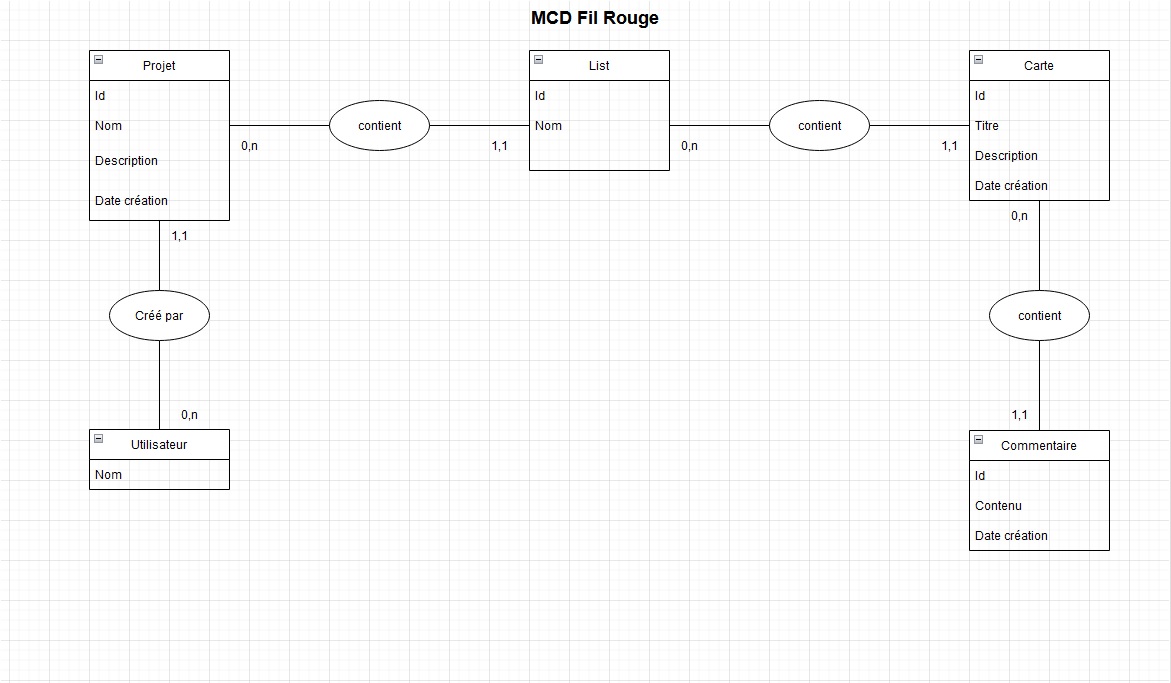 MCD Fil Rouge
Projet
Id
Nom
Description
Date création
0,n
contient
1,1
List
Id
Nom
0,n
contient
1,1
Carte
Id
Titre
Description
Date création
1,1
Créé par
0,n
Utilisateur
Nom
0,n
contient
1,1
Commentaire
Id
Contenu
Date création